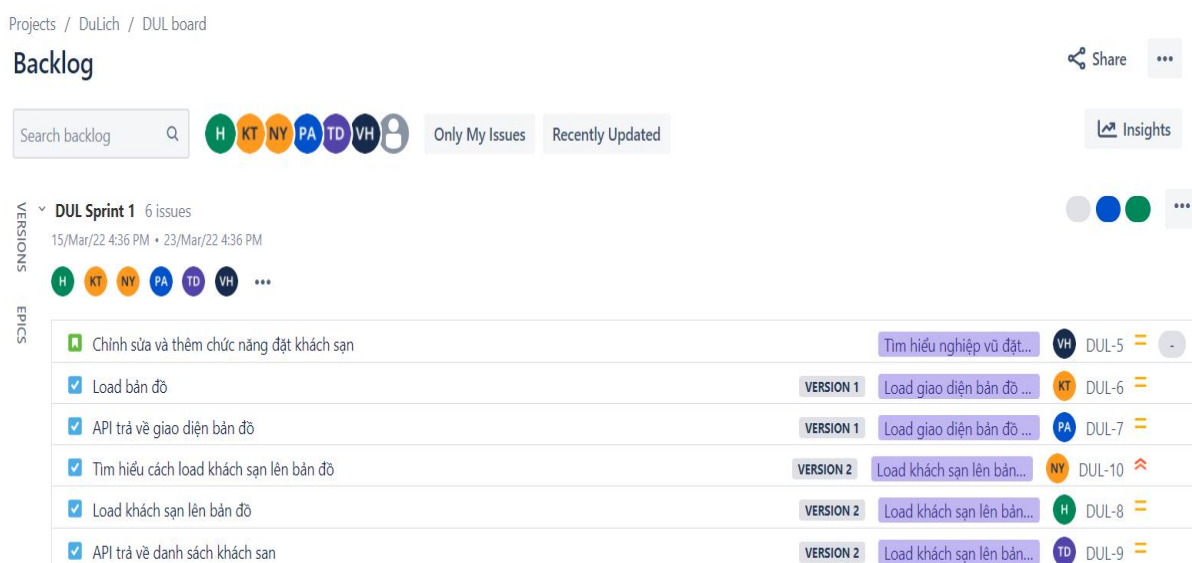 Projects / DuLich / DUL board
Backlog
Share
Search backlog
H KT NY PA TD VH
Only My Issues
Recently Updated
Insights
VERSIONS
EPICS
DUL Sprint 1 6 issues
15/Mar/22 4:36 PM • 23/Mar/22 4:36 PM
H KT NY PA TD VH
Chỉnh sửa và thêm chức năng đặt khách sạn Tìm hiểu nghiệp vũ đặt... VH DUL-5 -
Load bản đồ VERSION 1 Load giao diện bản đồ ... KT DUL-6
API trả về giao diện bản đồ VERSION 1 Load giao diện bản đồ ... PA DUL-7
Tìm hiểu cách load khách sạn lên bản đồ VERSION 2 Load khách sạn lên bản... NY DUL-10
Load khách sạn lên bản đồ VERSION 2 Load khách sạn lên bản... H DUL-8
API trả về danh sách khách san VERSION 2 Load khách sạn lên bản... TD DUL-9